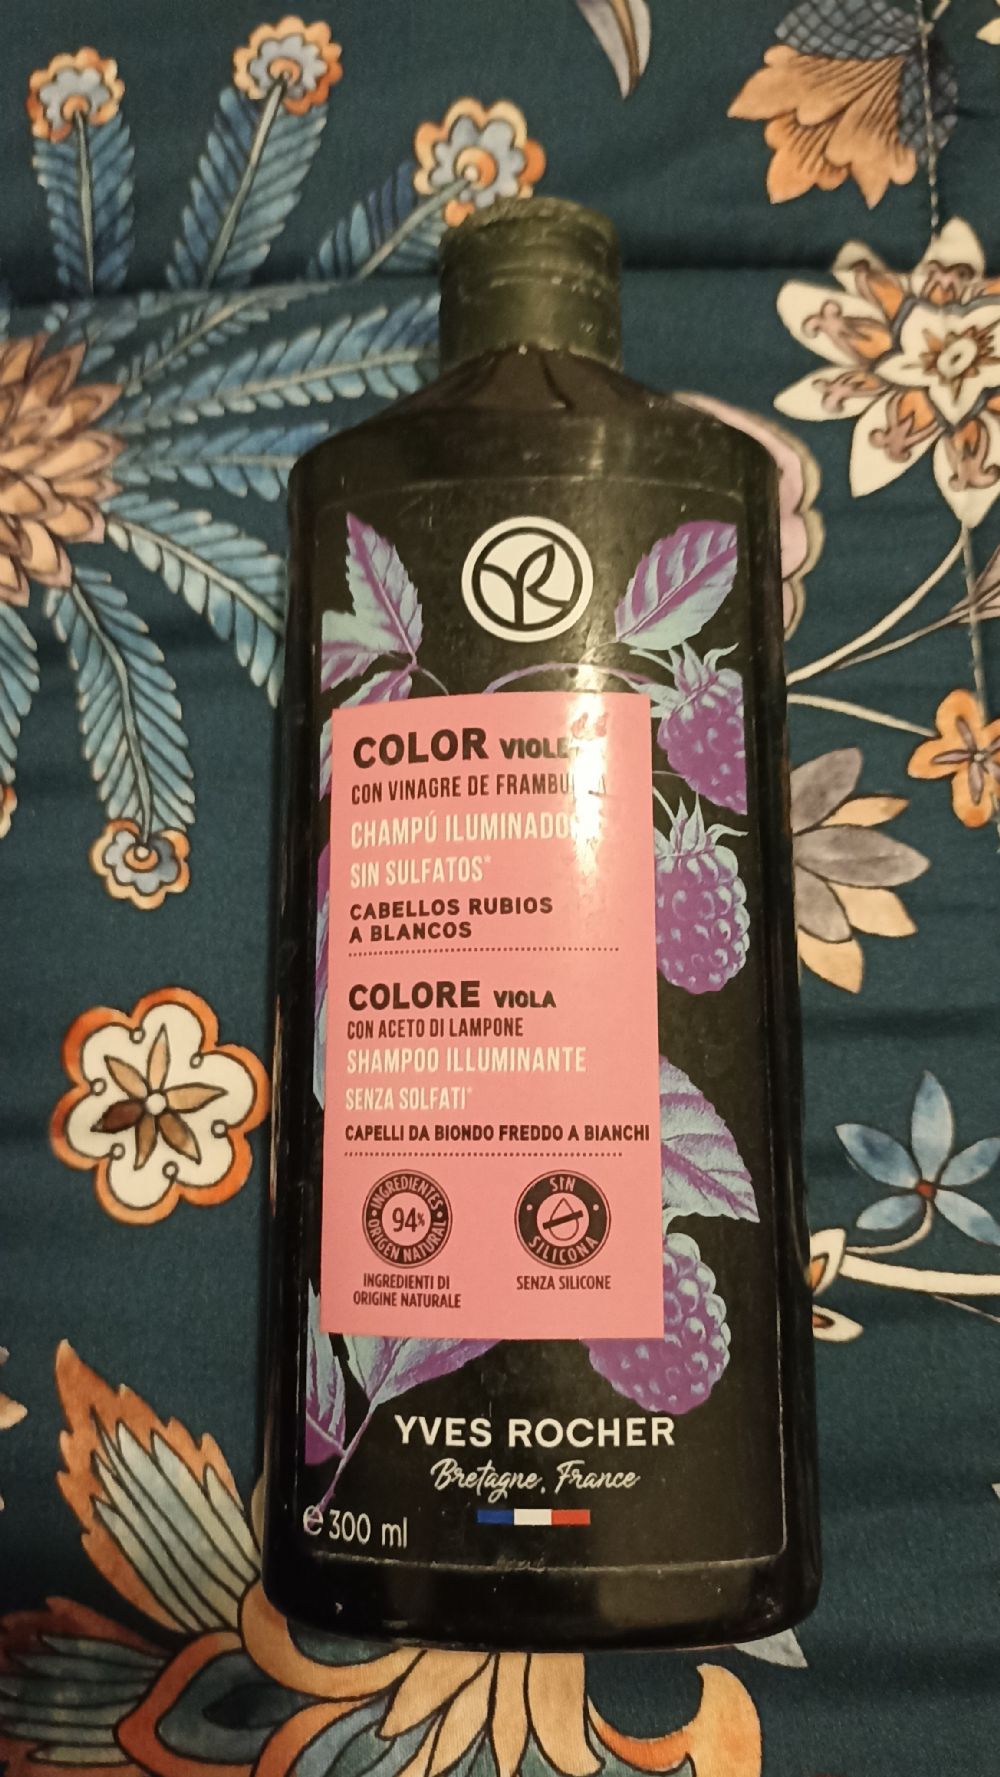 COLOR
CON VINAGRE DE
CHAMPÚ
SIN SULFATOS*
CABELLOS RUBIOS
A BLANCOS
COLORE VIOLA
CON ACETO DI LAMPONE
SHAMPOO ILLUMINANTE
SENZA SOLFATI*
CAPELLI DA BIONDO FREDDO A BIANCHI
INGREDIENTES
94%
ORIGEN NATURAL
SIN
SILICONA
INGREDIENTI DI
ORIGINE NATURALE
SENZA SILICONE
YVES ROCHER
Bretagne, France
e 300 ml